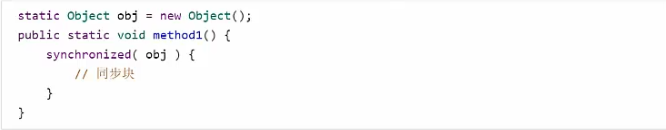 static Object obj = new Object();
public static void method1() {
    synchronized( obj ) {
        // 同步块
    }
}